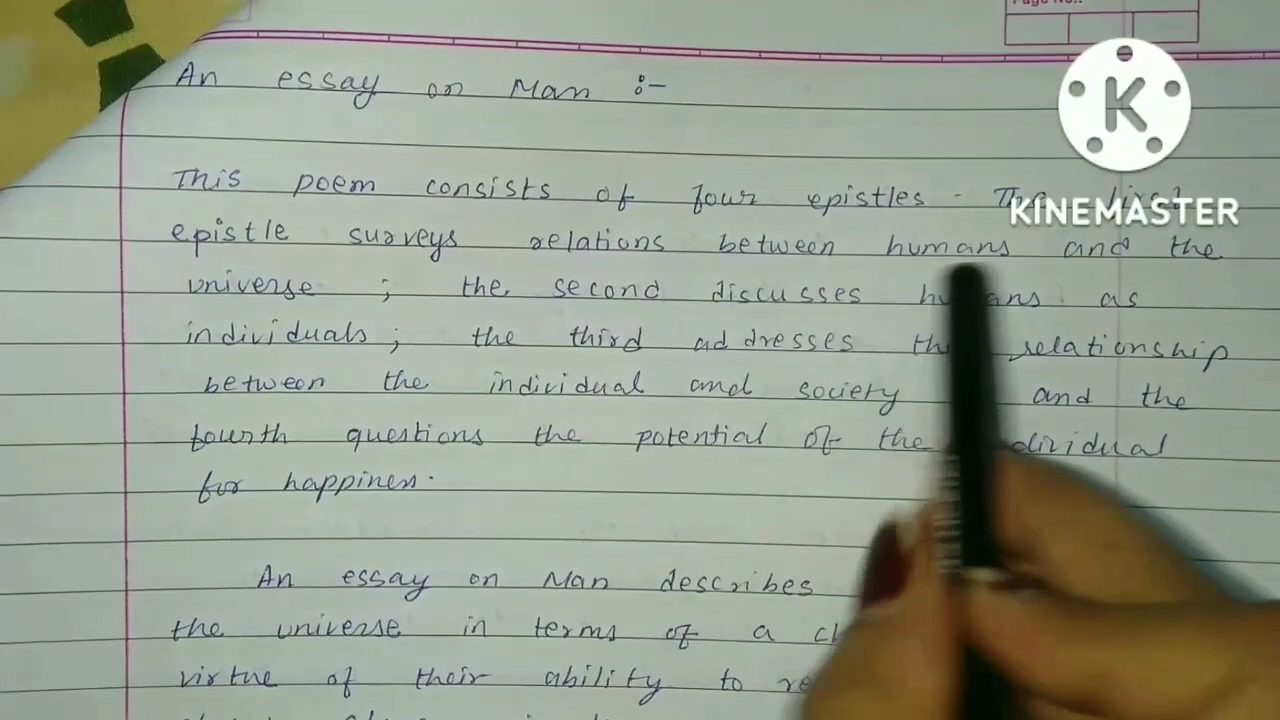 Page No.:
An essay on Man :-
This poem consists of four epistles - The first
epistle surveys relations between humans and the
universe ; the second discusses humans as
individuals; the third addresses the relationship
between the individual and society and the
fourth questions the potential of the individual
for happiness.
An essay on Man describes
the universe in terms of a
virtue of their ability to
K
KINEMASTER